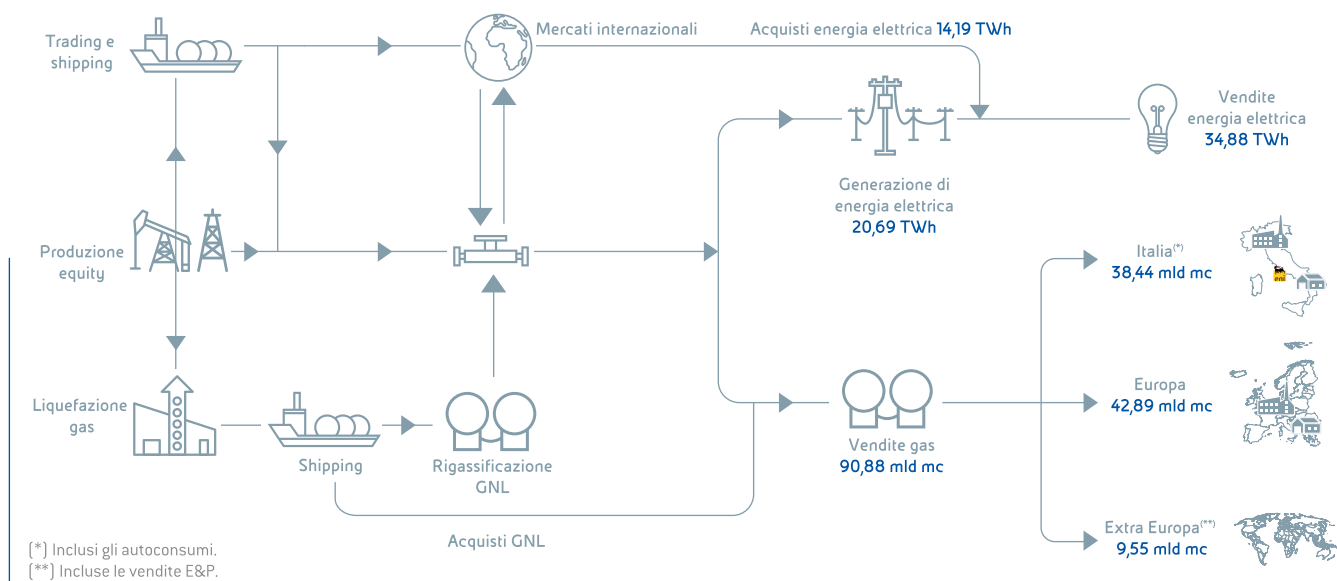 Trading e
shipping
Mercati internazionali
Acquisti energia elettrica 14,19 TWh
Vendite
energia elettrica
34,88 TWh
Generazione di
energia elettrica
20,69 TWh
Produzione
equity
Italia(*)
38,44 mld mc
eni
Liquefazione
gas
Shipping
Rigassificazione
GNL
Vendite gas
90,88 mld mc
Europa
42,89 mld mc
Acquisti GNL
Extra Europa(**)
9,55 mld mc
(*) Inclusi gli autoconsumi.
(**) Incluse le vendite E&P.